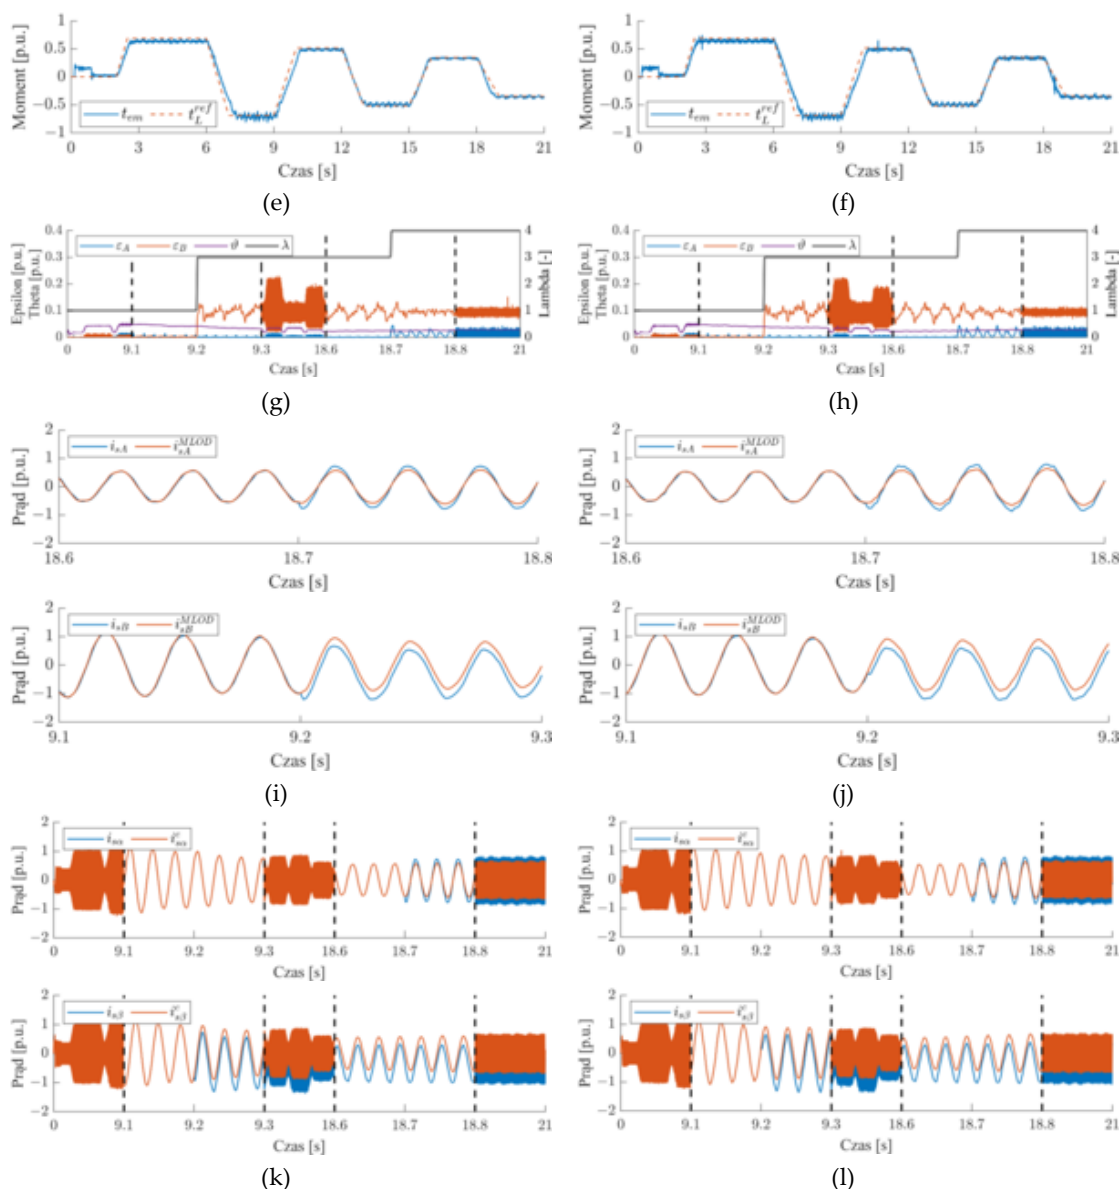 1 1
0.5 0.5
0 0
−0.5 −0.5
−1 −1
Moment [p.u.] Moment [p.u.]
t_em t_L^ref t_em t_L^ref
0 3 6 9 12 15 18 21 0 3 6 9 12 15 18 21
Czas [s] Czas [s]
(e) (f)
ε_A ε_B ϑ λ ε_A ε_B ϑ λ
0.4 4 0.4 4
0.3 3 0.3 3
0.2 2 0.2 2
0.1 1 0.1 1
0 0 0 0
Epsilon [p.u.] Epsilon [p.u.]
Theta [p.u.] Theta [p.u.]
Lambda [-] Lambda [-]
0 9.1 9.2 9.3 18.6 18.7 18.8 21 0 9.1 9.2 9.3 18.6 18.7 18.8 21
Czas [s] Czas [s]
(g) (h)
2 2
1 1
0 0
−1 −1
−2 −2
Prąd [p.u.] Prąd [p.u.]
i_sA i_sA^MLOD i_sA i_sA^MLOD
18.6 18.7 18.8 18.6 18.7 18.8
Czas [s] Czas [s]
2 2
1 1
0 0
−1 −1
−2 −2
Prąd [p.u.] Prąd [p.u.]
i_sB i_sB^MLOD i_sB i_sB^MLOD
9.1 9.2 9.3 9.1 9.2 9.3
Czas [s] Czas [s]
(i) (j)
2 2
1 1
0 0
−1 −1
−2 −2
Prąd [p.u.] Prąd [p.u.]
i_sα i_sα^c i_sα i_sα^c
0 9.1 9.2 9.3 18.6 18.7 18.8 21 0 9.1 9.2 9.3 18.6 18.7 18.8 21
Czas [s] Czas [s]
2 2
1 1
0 0
−1 −1
−2 −2
Prąd [p.u.] Prąd [p.u.]
i_sβ i_sβ^c i_sβ i_sβ^c
0 9.1 9.2 9.3 18.6 18.7 18.8 21 0 9.1 9.2 9.3 18.6 18.7 18.8 21
Czas [s] Czas [s]
(k) (l)